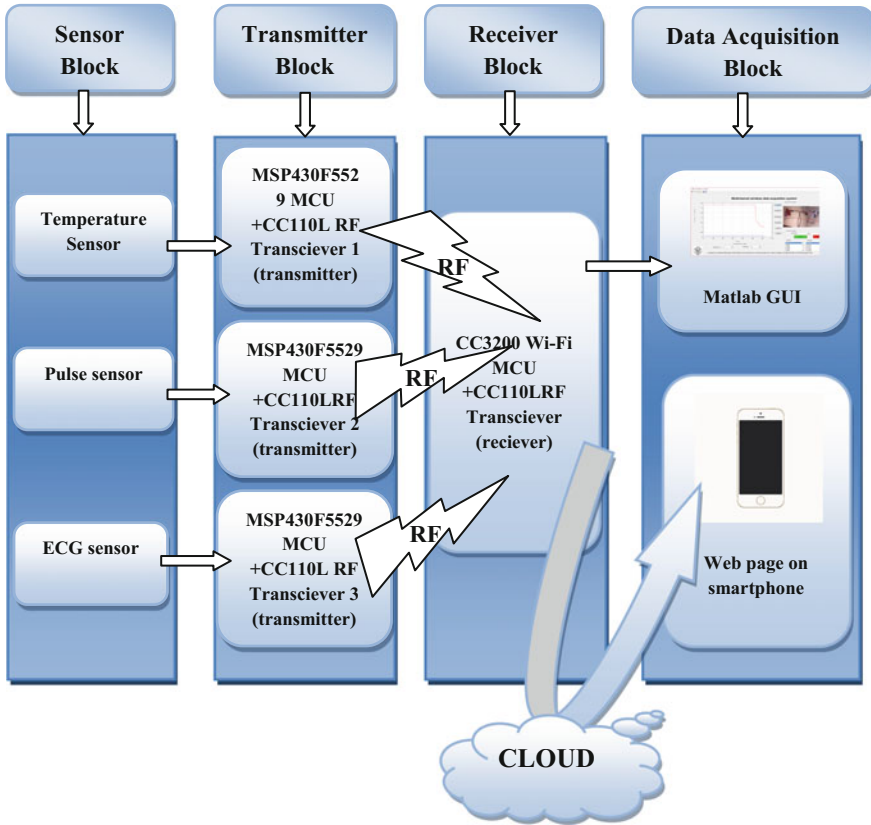 Sensor
Block
Transmitter
Block
Receiver
Block
Data Acquisition
Block
Temperature
Sensor
Pulse sensor
ECG sensor
MSP430F552
9 MCU
+CC110L RF
Transciever 1
(transmitter)
MSP430F5529
MCU
+CC110LRF
Transciever 2
(transmitter)
MSP430F5529
MCU
+CC110L RF
Transciever 3
(transmitter)
RF
RF
RF
CC3200 Wi-Fi
MCU
+CC110LRF
Transciever
(reciever)
Matlab GUI
Web page on
smartphone
CLOUD